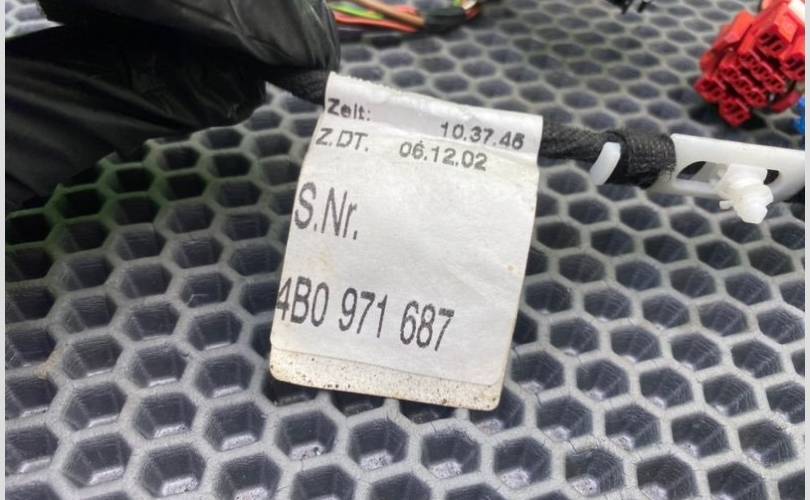 Zeit: 10.37.46
Z.DT. 06.12.02
S.Nr.
4B0 971 687